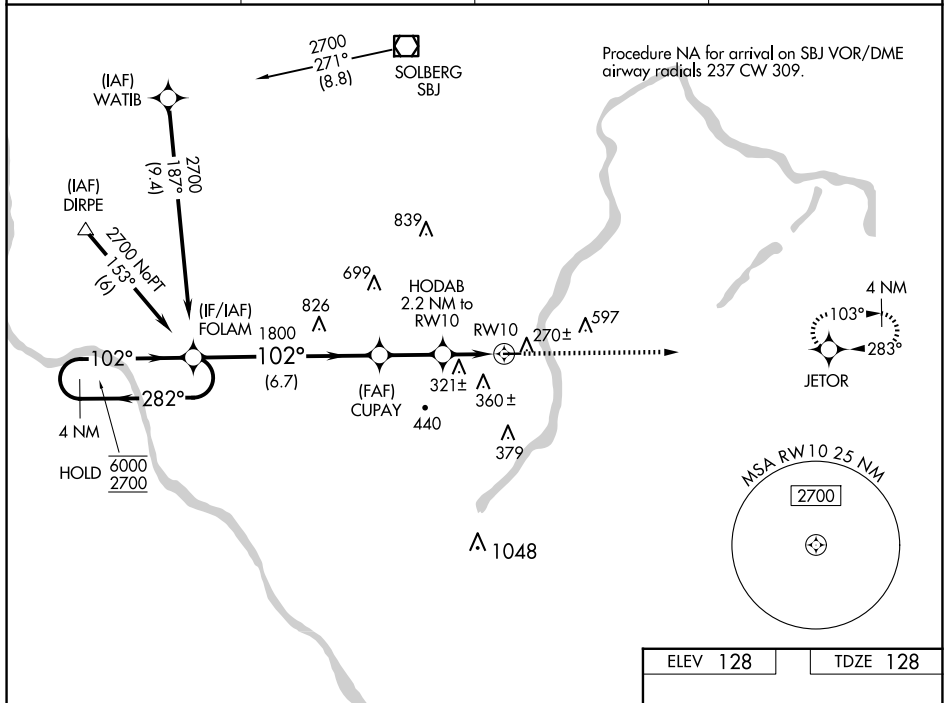 2700
271°
(8.8)
SOLBERG
SBJ
Procedure NA for arrival on SBJ VOR/DME
airway radials 237 CW 309.
(IAF)
WATIB
2700
187°
(9.4)
(IAF)
DIRPE
2700 NoPT
153°
(6)
839
699
826
HODAB
2.2 NM to
RW10
(IF/IAF)
FOLAM
1800
102°
(6.7)
RW10
270±
597
4 NM
103°
283°
JETOR
102°
282°
4 NM
HOLD
6000
2700
(FAF)
CUPAY
321±
360±
440
379
1048
MSA RW10 25 NM
2700
ELEV 128
TDZE 128